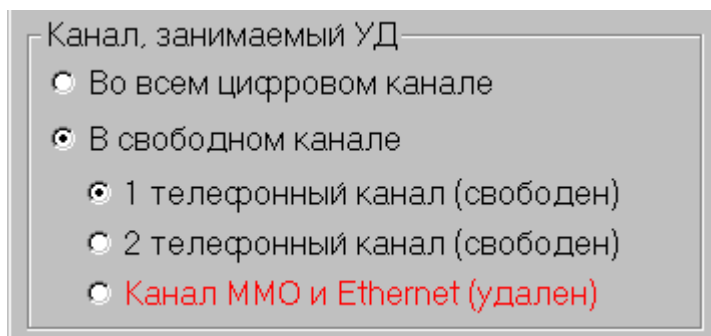 Канал, занимаемый УД
Во всем цифровом канале
В свободном канале
1 телефонный канал (свободен)
2 телефонный канал (свободен)
Канал ММО и Ethernet (удален)